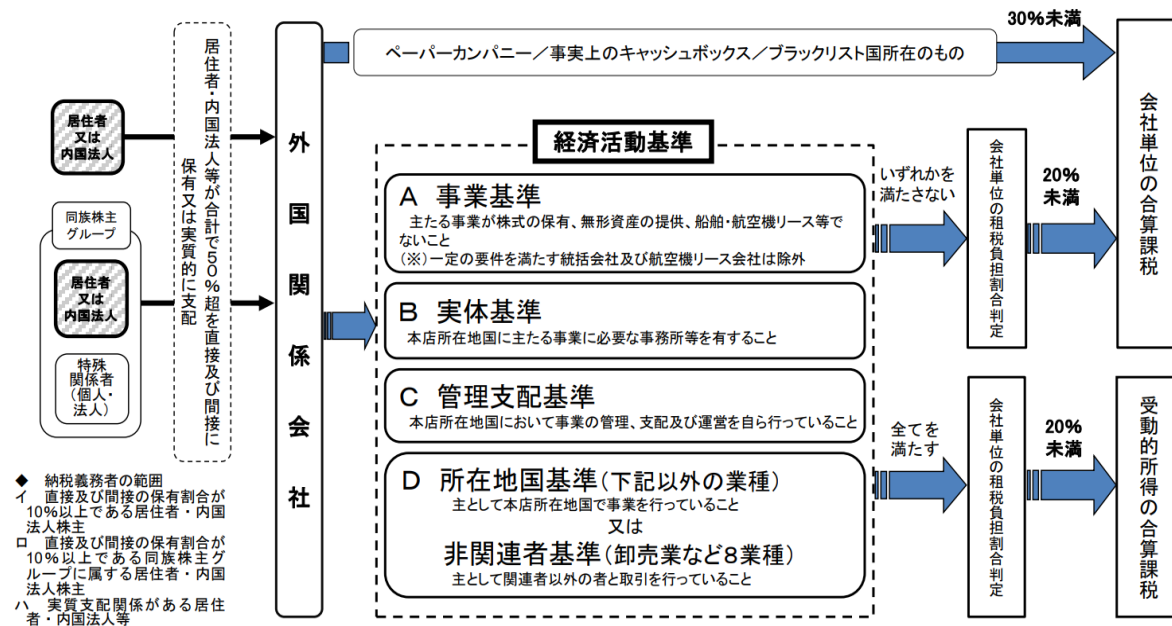 30%未満
ペーパーカンパニー／事実上のキャッシュボックス／ブラックリスト国所在のもの
居住者
又は
内国法人
同族株主
グループ
居住者
又は
内国法人
特殊
関係者
（個人・
法人）
居住者・内国法人等が合計で50％超を直接及び間接に
保有又は実質的に支配
外国関係会社
経済活動基準
A 事業基準
主たる事業が株式の保有、無形資産の提供、船舶・航空機リース等で
ないこと
（※）一定の要件を満たす統括会社及び航空機リース会社は除外
B 実体基準
本店所在地国に主たる事業に必要な事務所等を有すること
C 管理支配基準
本店所在地国において事業の管理、支配及び運営を自ら行っていること
D 所在地国基準（下記以外の業種）
主として本店所在地国で事業を行っていること
又は
非関連者基準（卸売業など8業種）
主として関連者以外の者と取引を行っていること
いずれかを
満たさない
会社単位の租税負担割合判定
20%
未満
会社単位の合算課税
全てを
満たす
会社単位の租税負担割合判定
20%
未満
受動的所得の合算課税
◆ 納税義務者の範囲
イ 直接及び間接の保有割合が
10％以上である居住者・内国
法人株主
ロ 直接及び間接の保有割合が
10％以上である同族株主グ
ループに属する居住者・内国
法人株主
ハ 実質支配関係がある居住
者・内国法人等